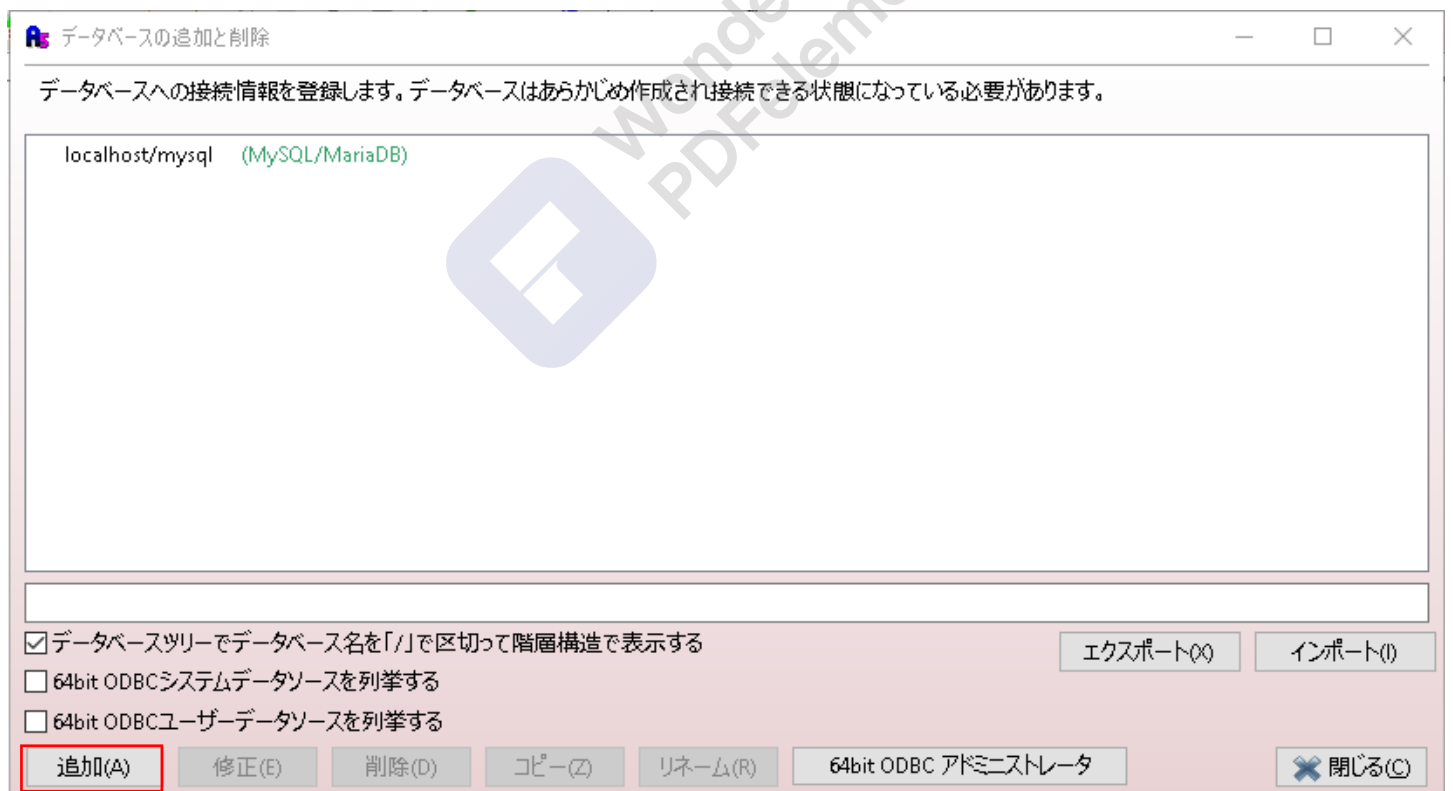 A5 データベースの追加と削除
データベースへの接続情報を登録します。データベースはあらかじめ作成され接続できる状態になっている必要があります。
localhost/mysql (MySQL/MariaDB)
データベースツリーでデータベース名を「/」で区切って階層構造で表示する
エクスポート(X) インポート(I)
64bit ODBCシステムデータソースを列挙する
64bit ODBCユーザーデータソースを列挙する
追加(A) 修正(E) 削除(D) コピー(Z) リネーム(R) 64bit ODBC アドミニストレータ 閉じる(C)